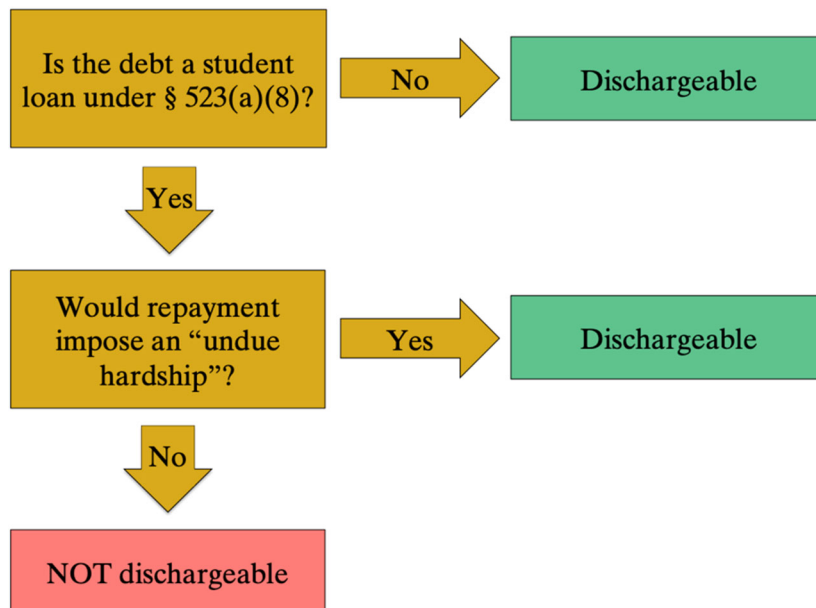 Is the debt a student
loan under § 523(a)(8)?
No
Dischargeable
Yes
Would repayment
impose an “undue
hardship”?
Yes
Dischargeable
No
NOT dischargeable